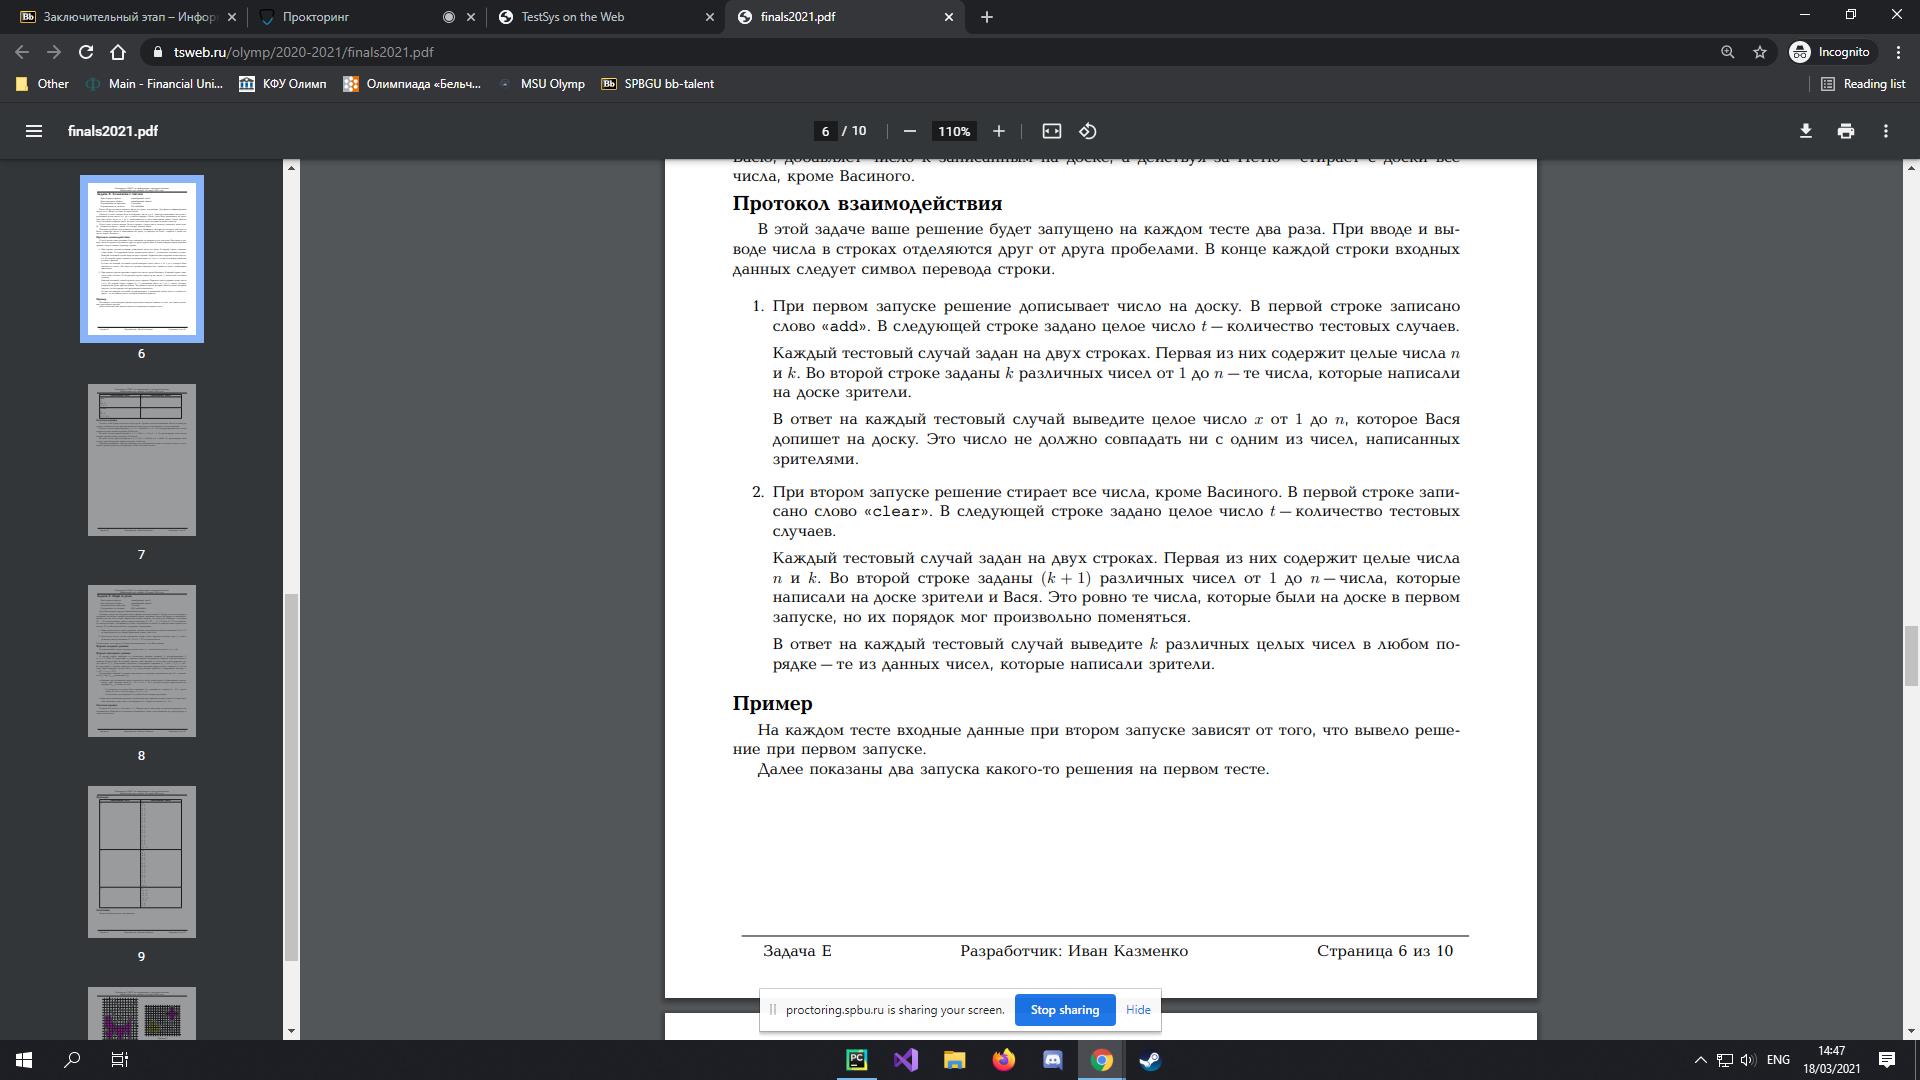 Заключительный этап – Инфор
Прокторинг
TestSys on the Web
finals2021.pdf
tsweb.ru/olymp/2020-2021/finals2021.pdf
Incognito
Other
Main - Financial Uni...
КФУ Олимп
Олимпиада «Бельч...
MSU Olymp
Bb
SPBGU bb-talent
Reading list
finals2021.pdf
6 / 10
110%
числа, кроме Васиного.
Протокол взаимодействия
В этой задаче ваше решение будет запущено на каждом тесте два раза. При вводе и вы-
воде числа в строках отделяются друг от друга пробелами. В конце каждой строки входных
данных следует символ перевода строки.
1. При первом запуске решение дописывает число на доску. В первой строке записано
слово «add». В следующей строке задано целое число t — количество тестовых случаев.
Каждый тестовый случай задан на двух строках. Первая из них содержит целые числа n
и k. Во второй строке заданы k различных чисел от 1 до n — те числа, которые написали
на доске зрители.
В ответ на каждый тестовый случай выведите целое число x от 1 до n, которое Вася
допишет на доску. Это число не должно совпадать ни с одним из чисел, написанных
зрителями.
2. При втором запуске решение стирает все числа, кроме Васиного. В первой строке запи-
сано слово «clear». В следующей строке задано целое число t — количество тестовых
случаев.
Каждый тестовый случай задан на двух строках. Первая из них содержит целые числа
n и k. Во второй строке заданы (k + 1) различных чисел от 1 до n — числа, которые
написали на доске зрители и Вася. Это ровно те числа, которые были на доске в первом
запуске, но их порядок мог произвольно поменяться.
В ответ на каждый тестовый случай выведите k различных целых чисел в любом по-
рядке — те из данных чисел, которые написали зрители.
Пример
На каждом тесте входные данные при втором запуске зависят от того, что вывело реше-
ние при первом запуске.
Далее показаны два запуска какого-то решения на первом тесте.
Задача E
Разработчик: Иван Казменко
Страница 6 из 10
6
7
8
9
proctoring.spbu.ru is sharing your screen.
Stop sharing
Hide
ENG
14:47
18/03/2021